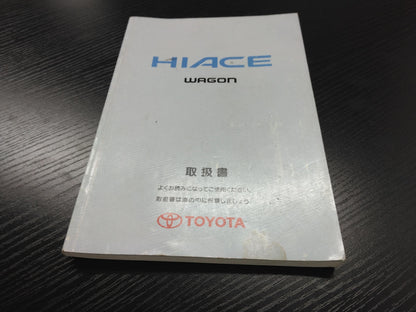 HIACE
WAGON
取扱書
よくお読みになってご使用ください。
取扱書は車の中に保管しましょう。
TOYOTA